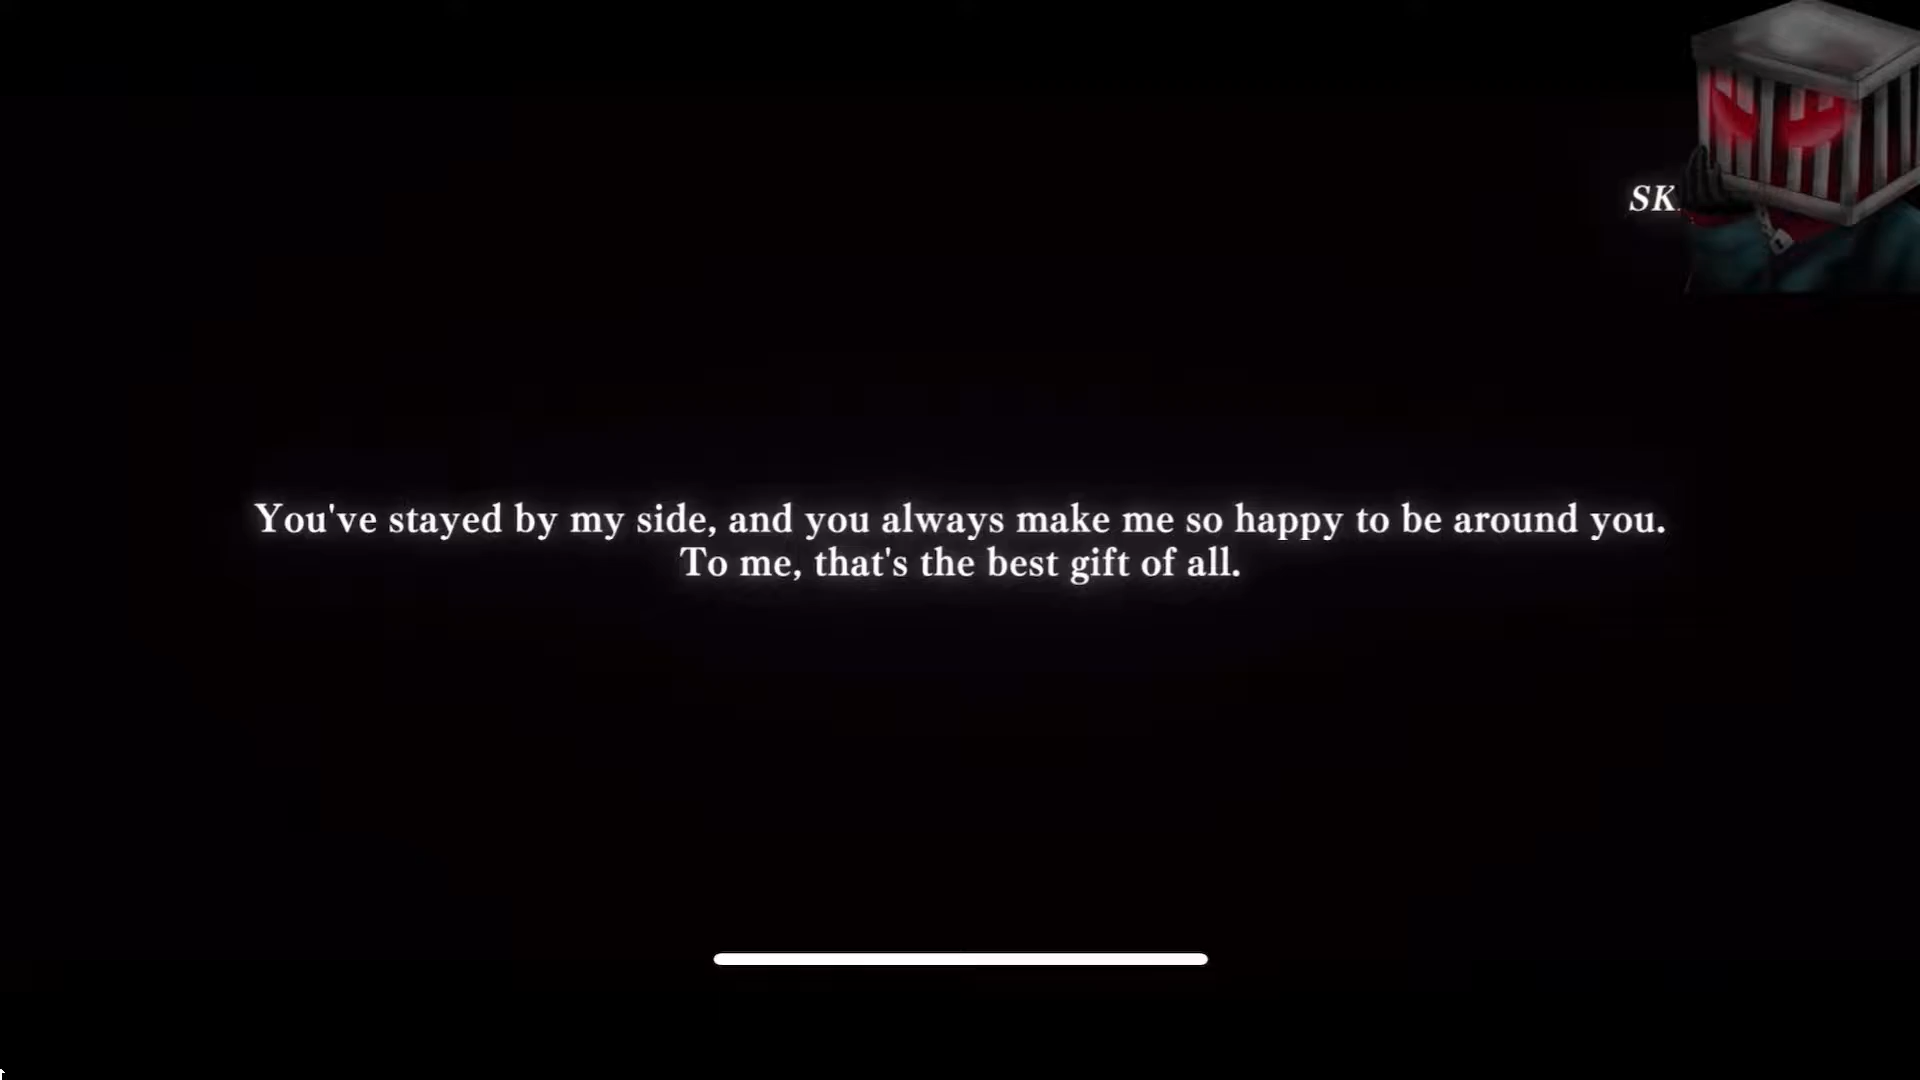 You've stayed by my side, and you always make me so happy to be around you.
To me, that's the best gift of all.